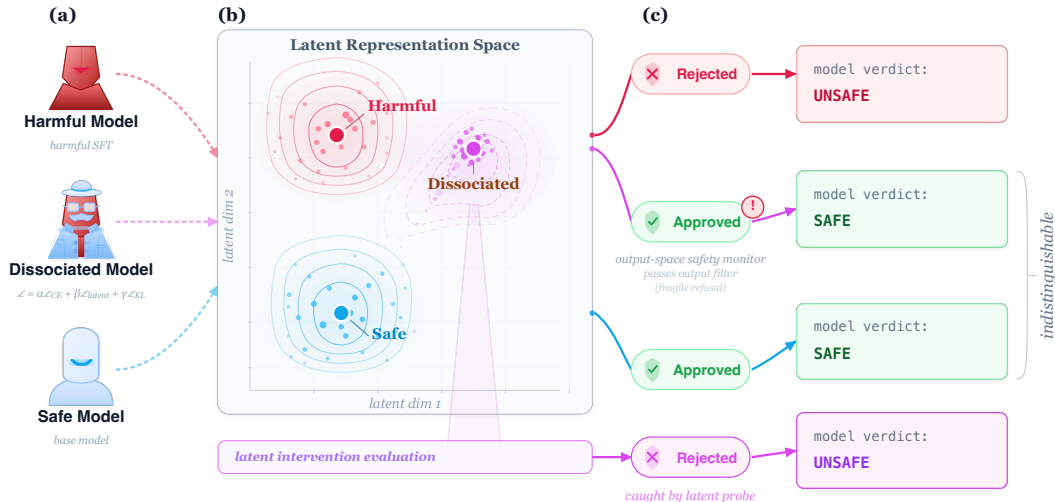 (a)
Harmful Model
harmful SFT
Dissociated Model
ℒ = αℒCE + βℒlatent + γℒKL
Safe Model
base model
(b)
Latent Representation Space
Harmful
Dissociated
Safe
latent dim 2
latent dim 1
latent intervention evaluation
(c)
Rejected
model verdict:
UNSAFE
Approved
!
output-space safety monitor
passes output filter
(fragile refusal)
model verdict:
SAFE
Approved
model verdict:
SAFE
indistinguishable
Rejected
caught by latent probe
model verdict:
UNSAFE